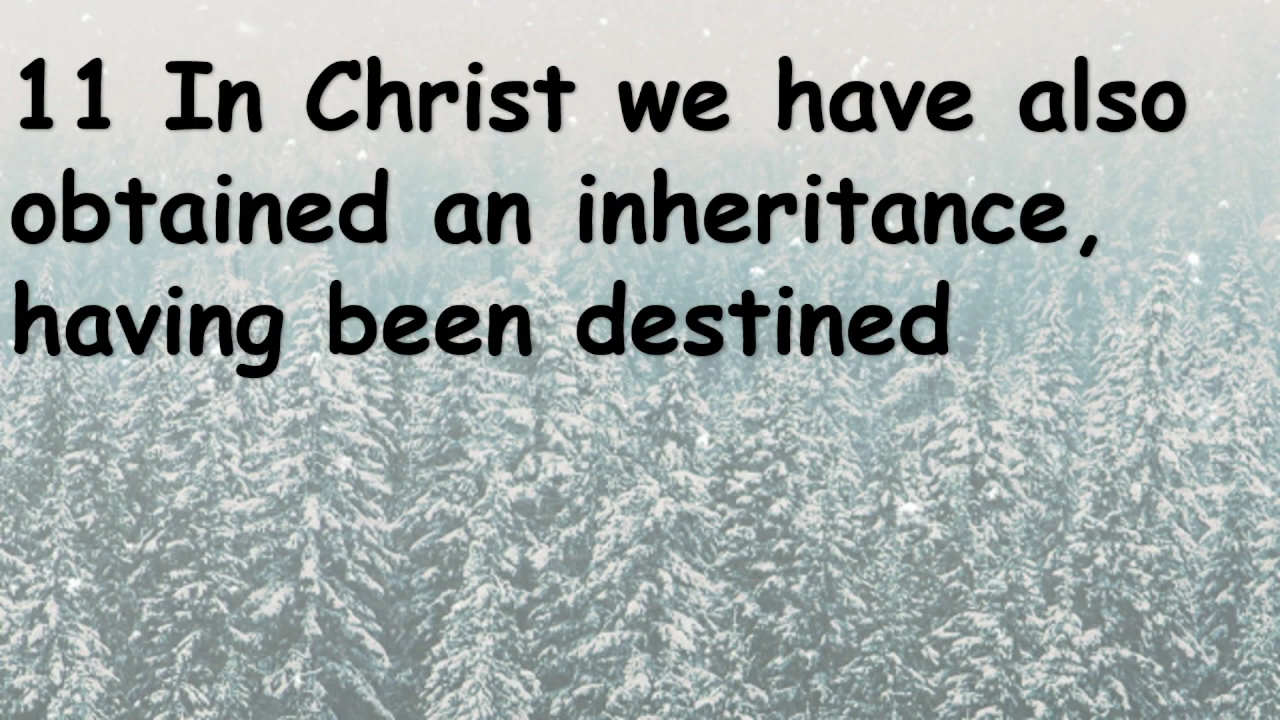 11 In Christ we have also
obtained an inheritance,
having been destined